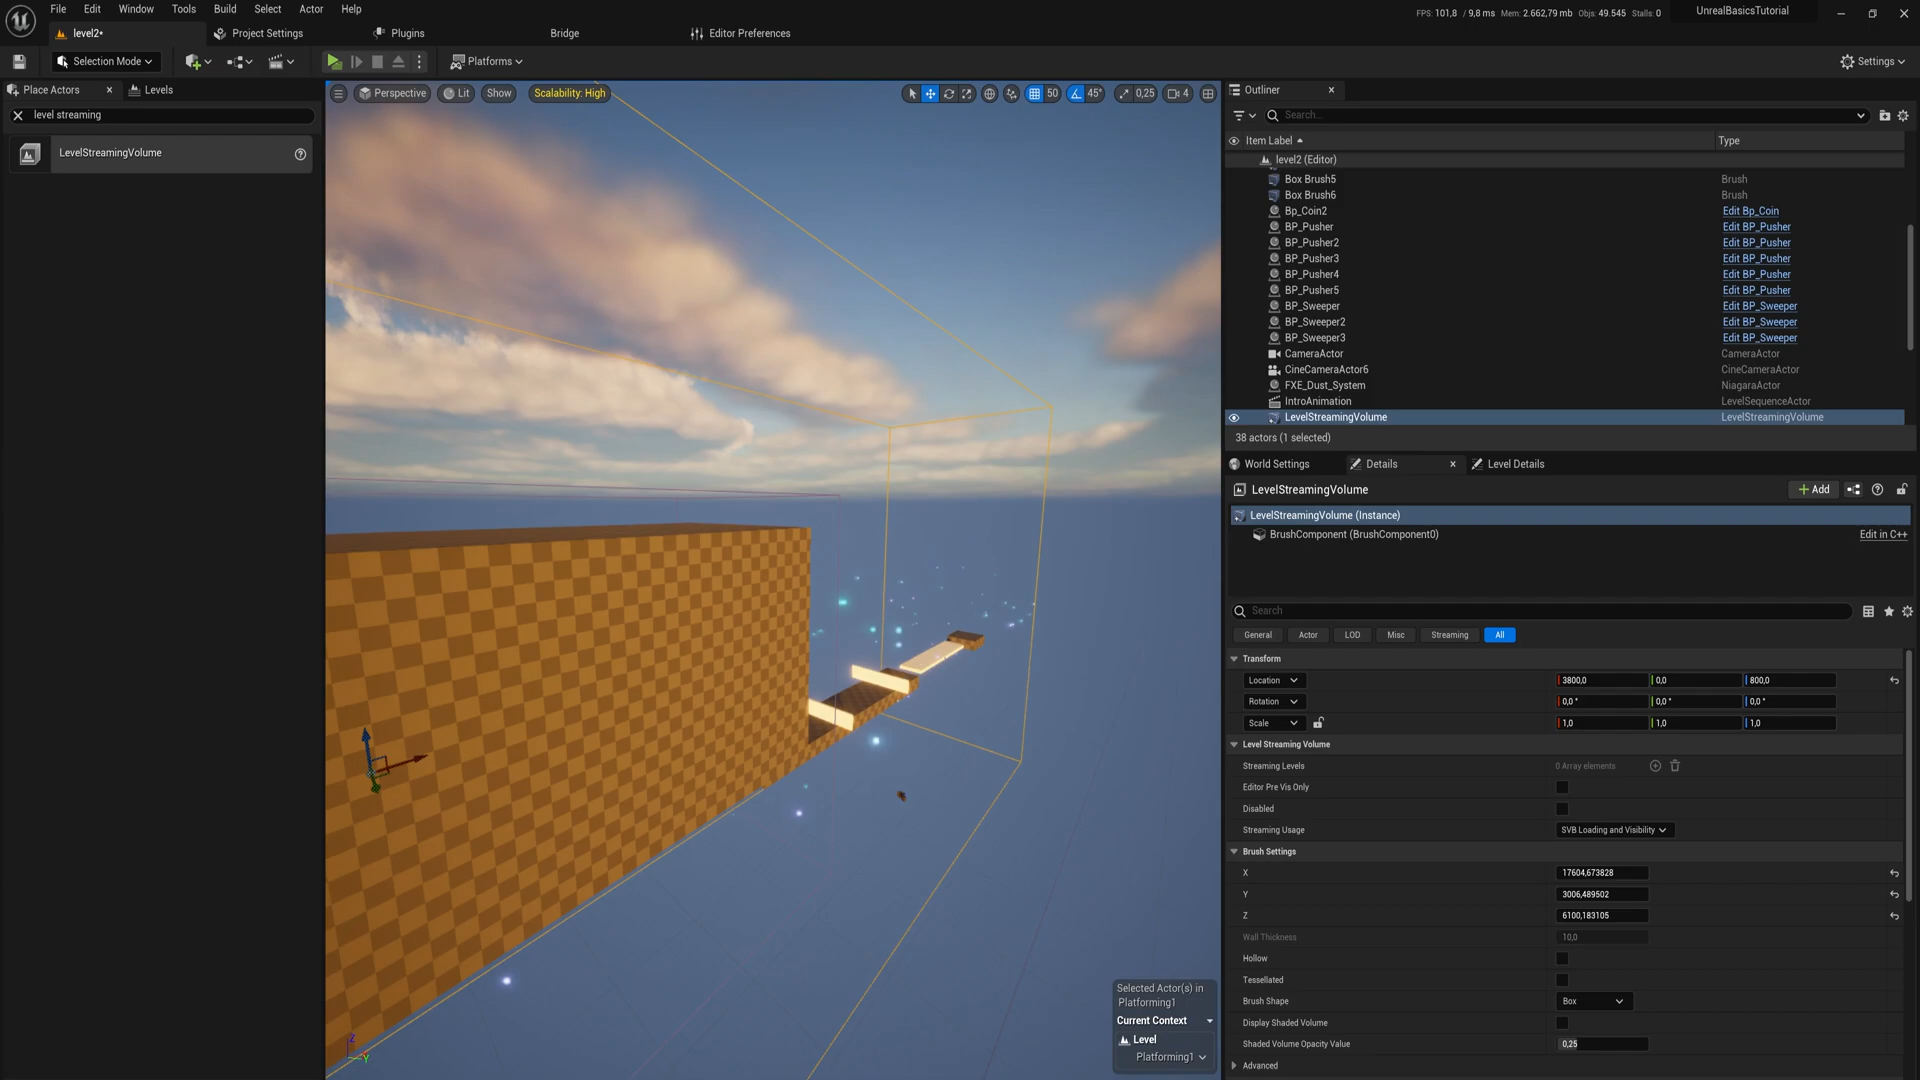 File Edit Window Tools Build Select Actor Help
FPS: 101,8 / 9,8 ms Mem: 2.662,79 mb Objs: 49.545 Stalls: 0
UnrealBasicsTutorial
level2•
Project Settings
Plugins
Bridge
Editor Preferences
Selection Mode
Platforms
Settings
Place Actors
Levels
level streaming
LevelStreamingVolume
Perspective
Lit
Show
Scalability: High
50
45°
0,25
4
Outliner
Search...
Item Label
Type
level2 (Editor)
Box Brush5 Brush
Box Brush6 Brush
Bp_Coin2 Edit Bp_Coin
BP_Pusher Edit BP_Pusher
BP_Pusher2 Edit BP_Pusher
BP_Pusher3 Edit BP_Pusher
BP_Pusher4 Edit BP_Pusher
BP_Pusher5 Edit BP_Pusher
BP_Sweeper Edit BP_Sweeper
BP_Sweeper2 Edit BP_Sweeper
BP_Sweeper3 Edit BP_Sweeper
CameraActor CameraActor
CineCameraActor6 CineCameraActor
FXE_Dust_System NiagaraActor
IntroAnimation LevelSequenceActor
LevelStreamingVolume LevelStreamingVolume
38 actors (1 selected)
World Settings
Details
Level Details
LevelStreamingVolume
Add
LevelStreamingVolume (Instance)
BrushComponent (BrushComponent0)
Edit in C++
Search
General Actor LOD Misc Streaming All
Transform
Location 3800,0 0,0 800,0
Rotation 0,0 ° 0,0 ° 0,0 °
Scale 1,0 1,0 1,0
Level Streaming Volume
Streaming Levels 0 Array elements
Editor Pre Vis Only
Disabled
Streaming Usage SVB Loading and Visibility
Brush Settings
X 17604,673828
Y 3006,489502
Z 6100,183105
Wall Thickness 10,0
Hollow
Tessellated
Brush Shape Box
Display Shaded Volume
Shaded Volume Opacity Value 0,25
Advanced
Selected Actor(s) in
Platforming1
Current Context
Level
Platforming1
Z
Y